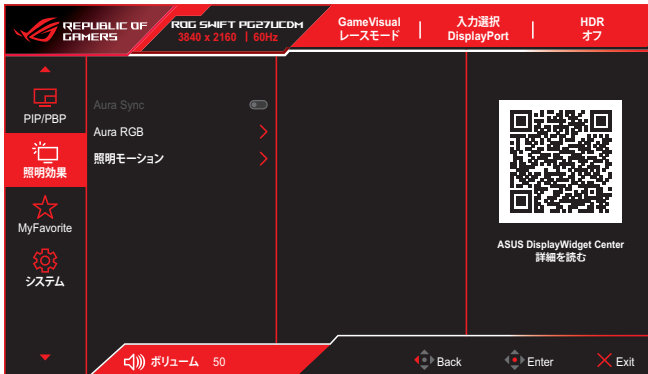 REPUBLIC OF
GAMERS
ROG SWIFT PG27UCDM
3840 x 2160 | 60Hz
GameVisual
レースモード
入力選択
DisplayPort
HDR
オフ
PIP/PBP
照明効果
MyFavorite
システム
Aura Sync
Aura RGB
照明モーション
ASUS DisplayWidget Center
詳細を読む
ボリューム 50
Back
Enter
Exit